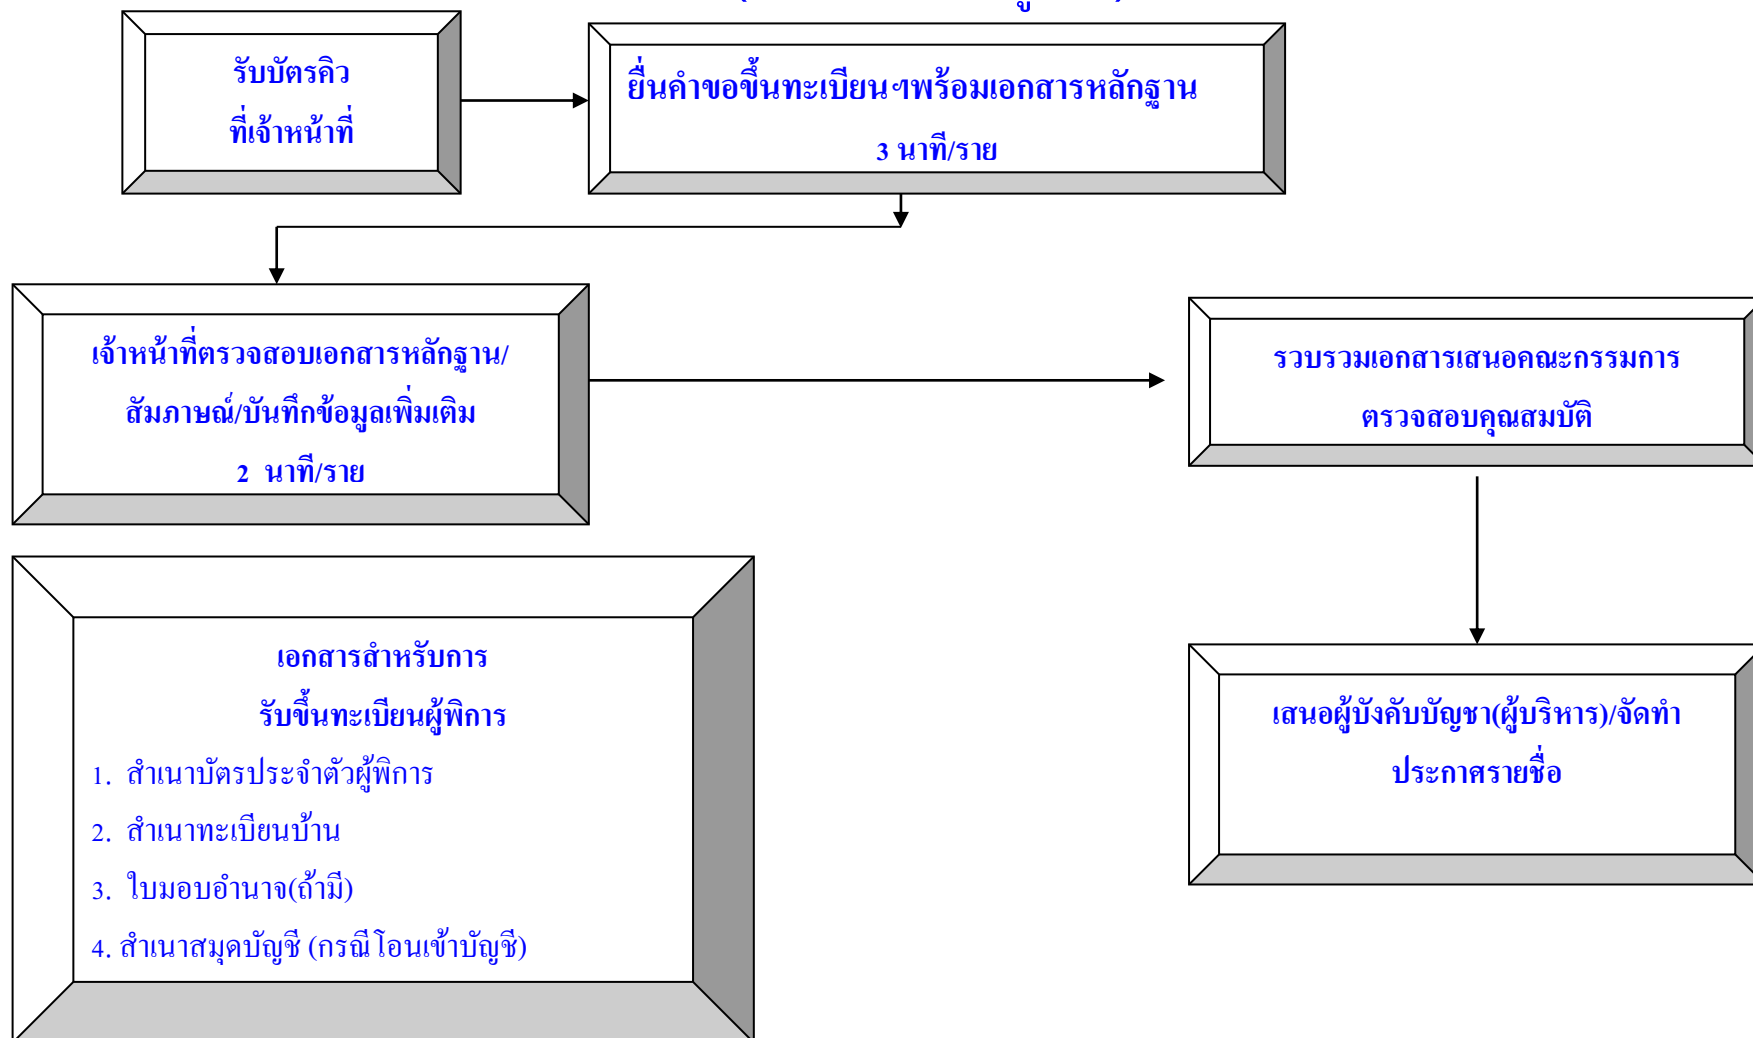 รับบัตรคิว
ที่เจ้าหน้าที่
ยื่นคำขอขึ้นทะเบียนฯพร้อมเอกสารหลักฐาน
3 นาที/ราย
เจ้าหน้าที่ตรวจสอบเอกสารหลักฐาน/
สัมภาษณ์/บันทึกข้อมูลเพิ่มเติม
2 นาที/ราย
รวบรวมเอกสารเสนอคณะกรรมการ
ตรวจสอบคุณสมบัติ
เอกสารสำหรับการ
รับขึ้นทะเบียนผู้พิการ
1. สำเนาบัตรประจำตัวผู้พิการ
2. สำเนาทะเบียนบ้าน
3. ใบมอบอำนาจ(ถ้ามี)
4. สำเนาสมุดบัญชี (กรณีโอนเข้าบัญชี)
เสนอผู้บังคับบัญชา(ผู้บริหาร)/จัดทำ
ประกาศรายชื่อ